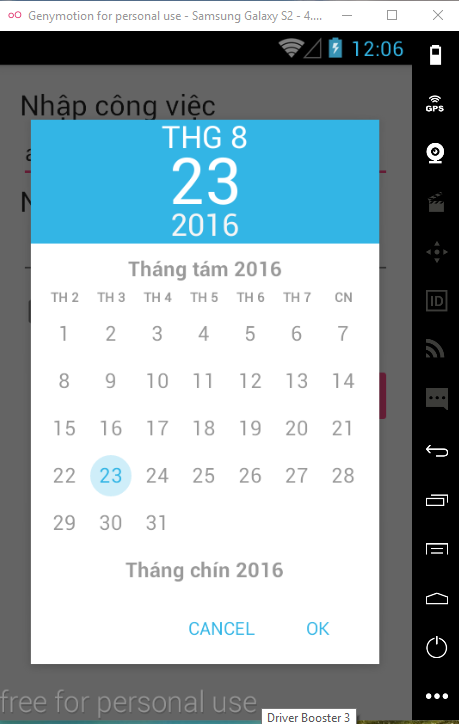 Genymotion for personal use - Samsung Galaxy S2 - 4....
12:06
Nhập công việc
THG 8
23
2016
GPS
Tháng tám 2016
TH 2 TH 3 TH 4 TH 5 TH 6 TH 7 CN
1 2 3 4 5 6 7
8 9 10 11 12 13 14
15 16 17 18 19 20 21
22 23 24 25 26 27 28
29 30 31
Tháng chín 2016
CANCEL OK
ID
free for personal use
Driver Booster 3